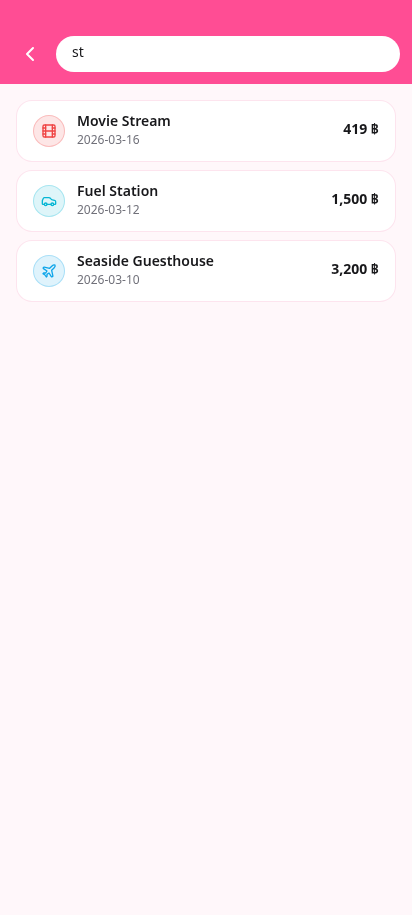 st
Movie Stream
419 ฿
2026-03-16
Fuel Station
1,500 ฿
2026-03-12
Seaside Guesthouse
3,200 ฿
2026-03-10